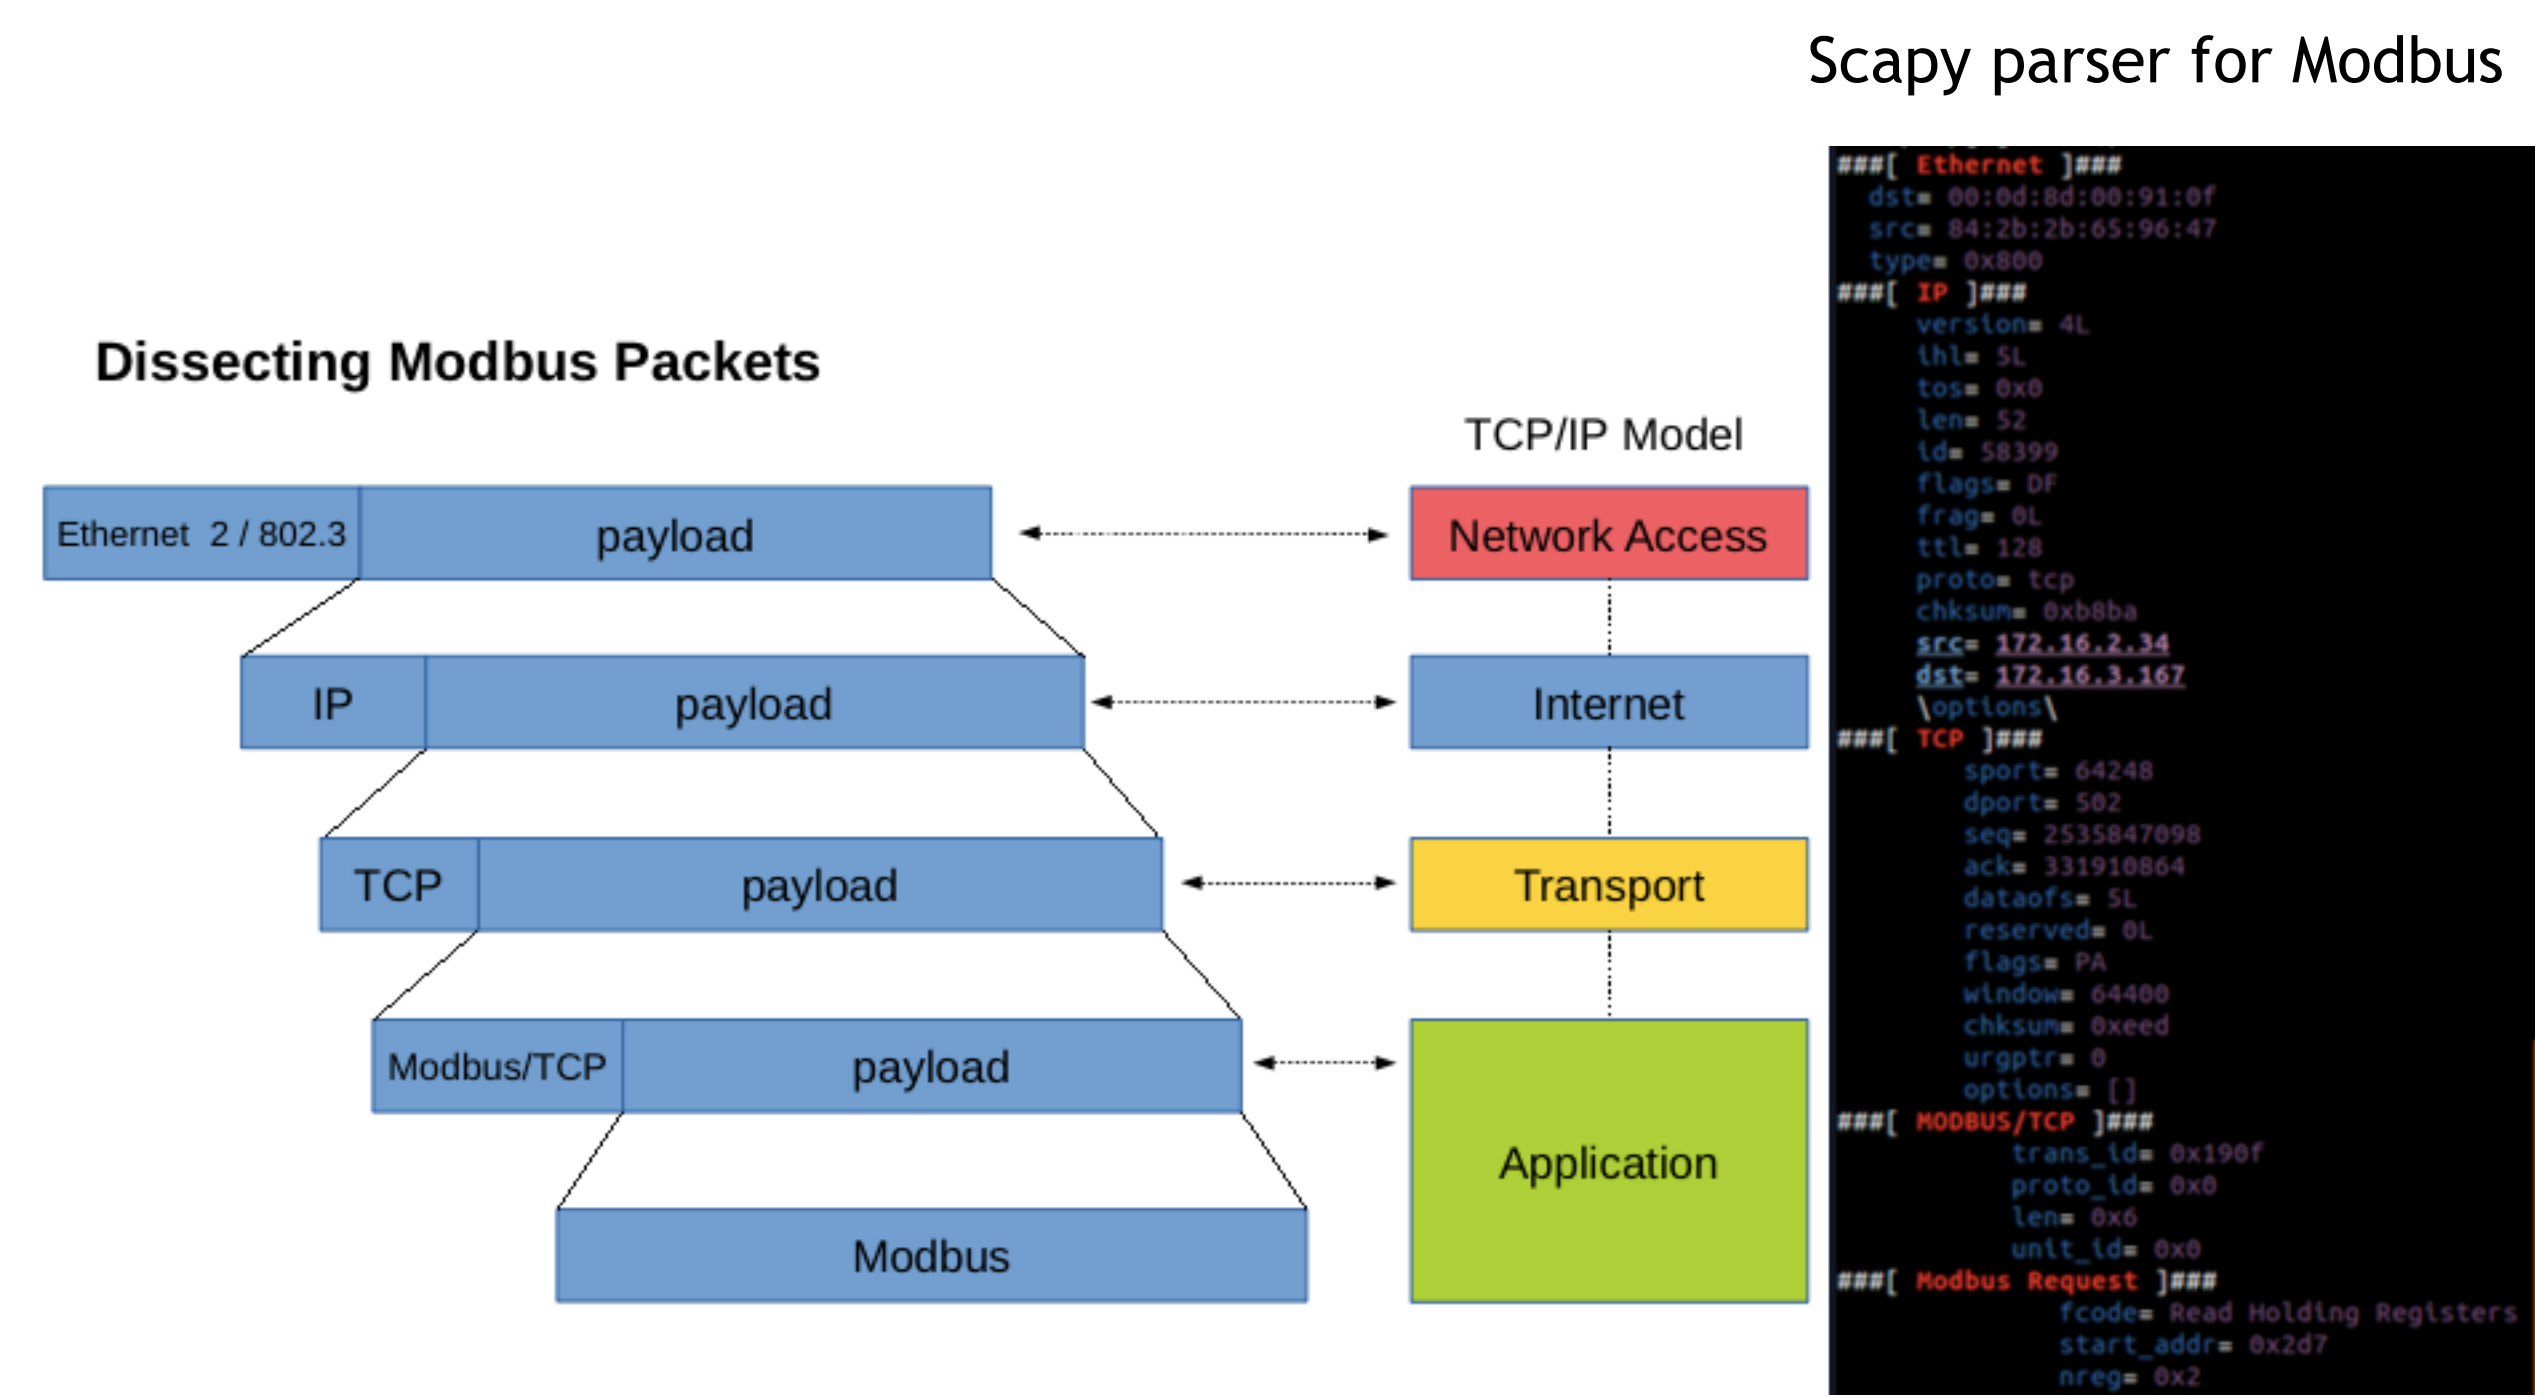 Scapy parser for Modbus
Dissecting Modbus Packets
TCP/IP Model
Ethernet 2 / 802.3
payload
Network Access
IP
payload
Internet
TCP
payload
Transport
Modbus/TCP
payload
Application
Modbus
###[ Ethernet ]###
dst= 00:0d:8d:00:91:0f
src= 84:2b:2b:65:96:47
type= 0x800
###[ IP ]###
version= 4L
ihl= 5L
tos= 0x0
len= 52
id= 58399
flags= DF
frag= 0L
ttl= 128
proto= tcp
chksum= 0xb8ba
src= 172.16.2.34
dst= 172.16.3.167
\options\
###[ TCP ]###
sport= 64248
dport= 502
seq= 2535847098
ack= 331910864
dataofs= 5L
reserved= 0L
flags= PA
window= 64400
chksum= 0xeed
urgptr= 0
options= []
###[ MODBUS/TCP ]###
trans_id= 0x190f
proto_id= 0x0
len= 0x6
unit_id= 0x0
###[ Modbus Request ]###
fcode= Read Holding Registers
start_addr= 0x2d7
nreg= 0x2